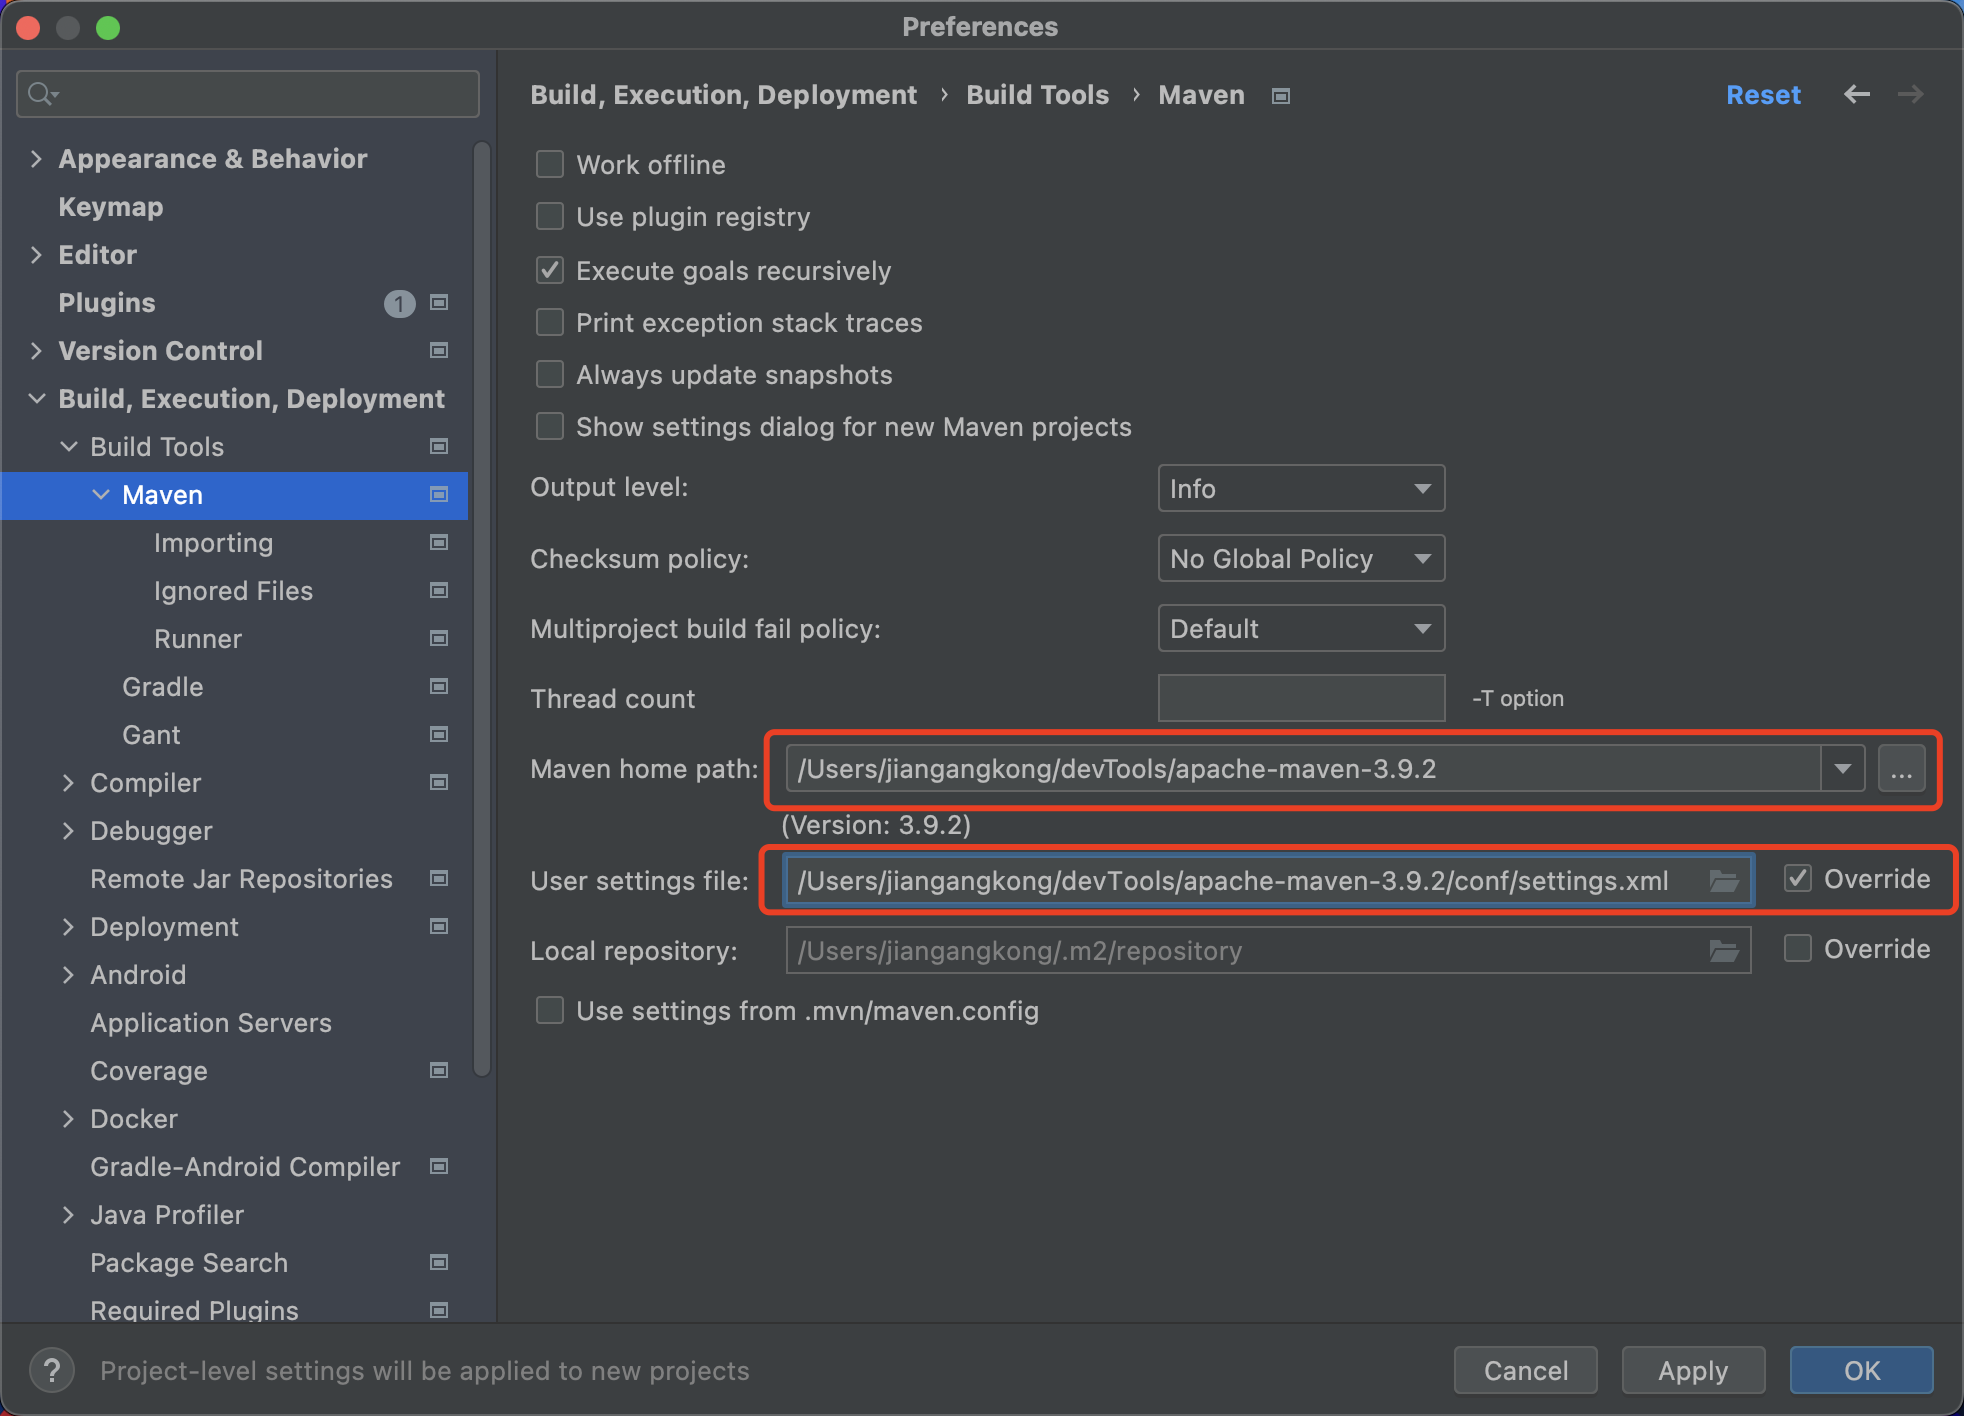 Preferences
Appearance & Behavior
Keymap
Editor
Plugins 1
Version Control
Build, Execution, Deployment
Build Tools
Maven
Importing
Ignored Files
Runner
Gradle
Gant
Compiler
Debugger
Remote Jar Repositories
Deployment
Android
Application Servers
Coverage
Docker
Gradle-Android Compiler
Java Profiler
Package Search
Required Plugins
Build, Execution, Deployment › Build Tools › Maven Reset
Work offline
Use plugin registry
Execute goals recursively
Print exception stack traces
Always update snapshots
Show settings dialog for new Maven projects
Output level: Info
Checksum policy: No Global Policy
Multiproject build fail policy: Default
Thread count -T option
Maven home path: /Users/jiangangkong/devTools/apache-maven-3.9.2 ...
(Version: 3.9.2)
User settings file: /Users/jiangangkong/devTools/apache-maven-3.9.2/conf/settings.xml Override
Local repository: /Users/jiangangkong/.m2/repository Override
Use settings from .mvn/maven.config
? Project-level settings will be applied to new projects Cancel Apply OK